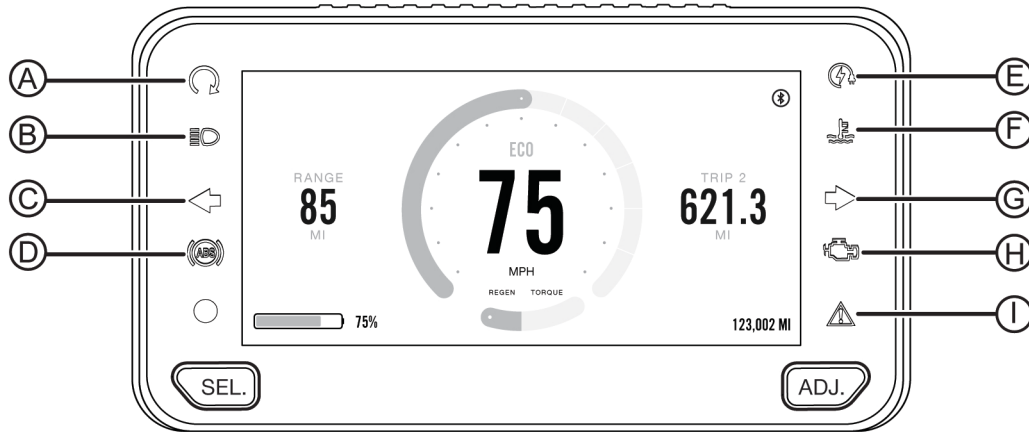 A
B
C
D
E
F
G
H
I
ABS
ECO
75
MPH
REGEN TORQUE
RANGE
85
MI
TRIP 2
621.3
MI
75%
123,002 MI
SEL.
ADJ.